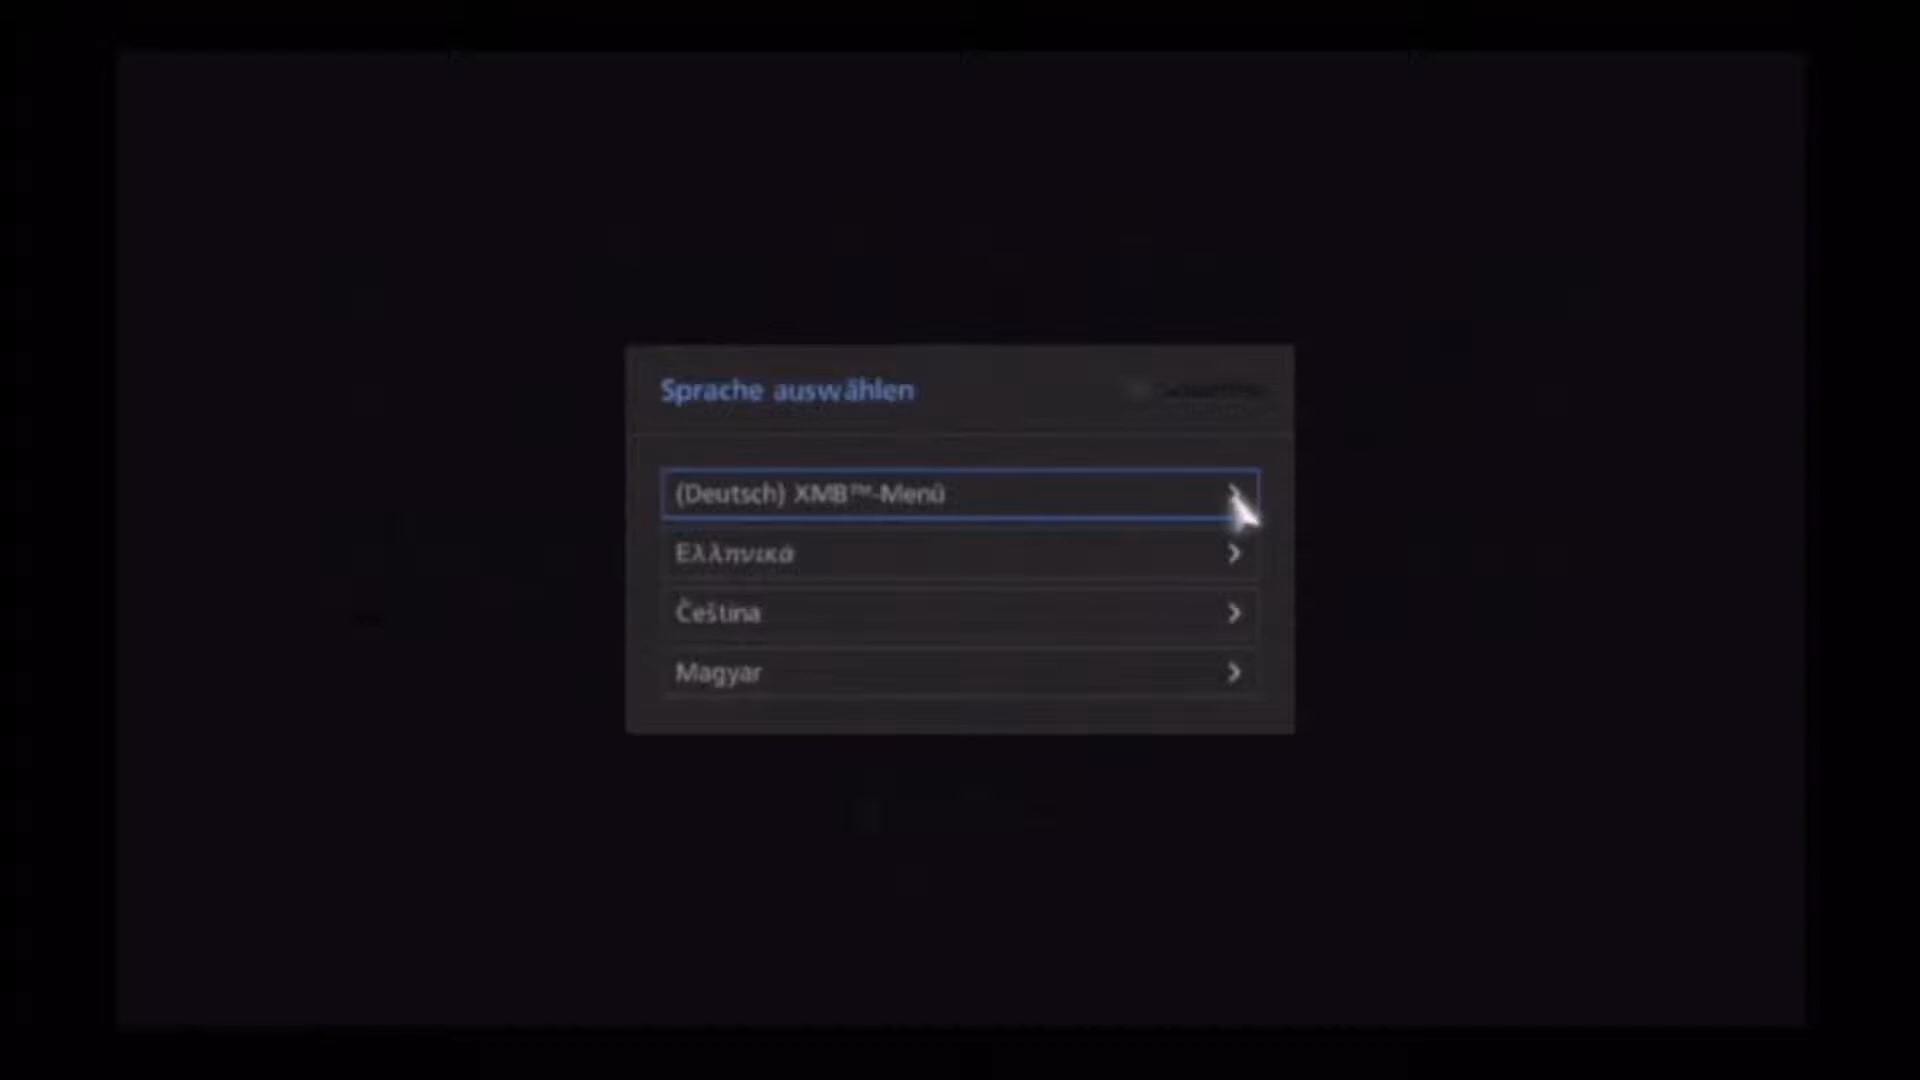 Sprache auswählen
(Deutsch) XMB™-Menü
Ελληνικά
Čeština
Magyar